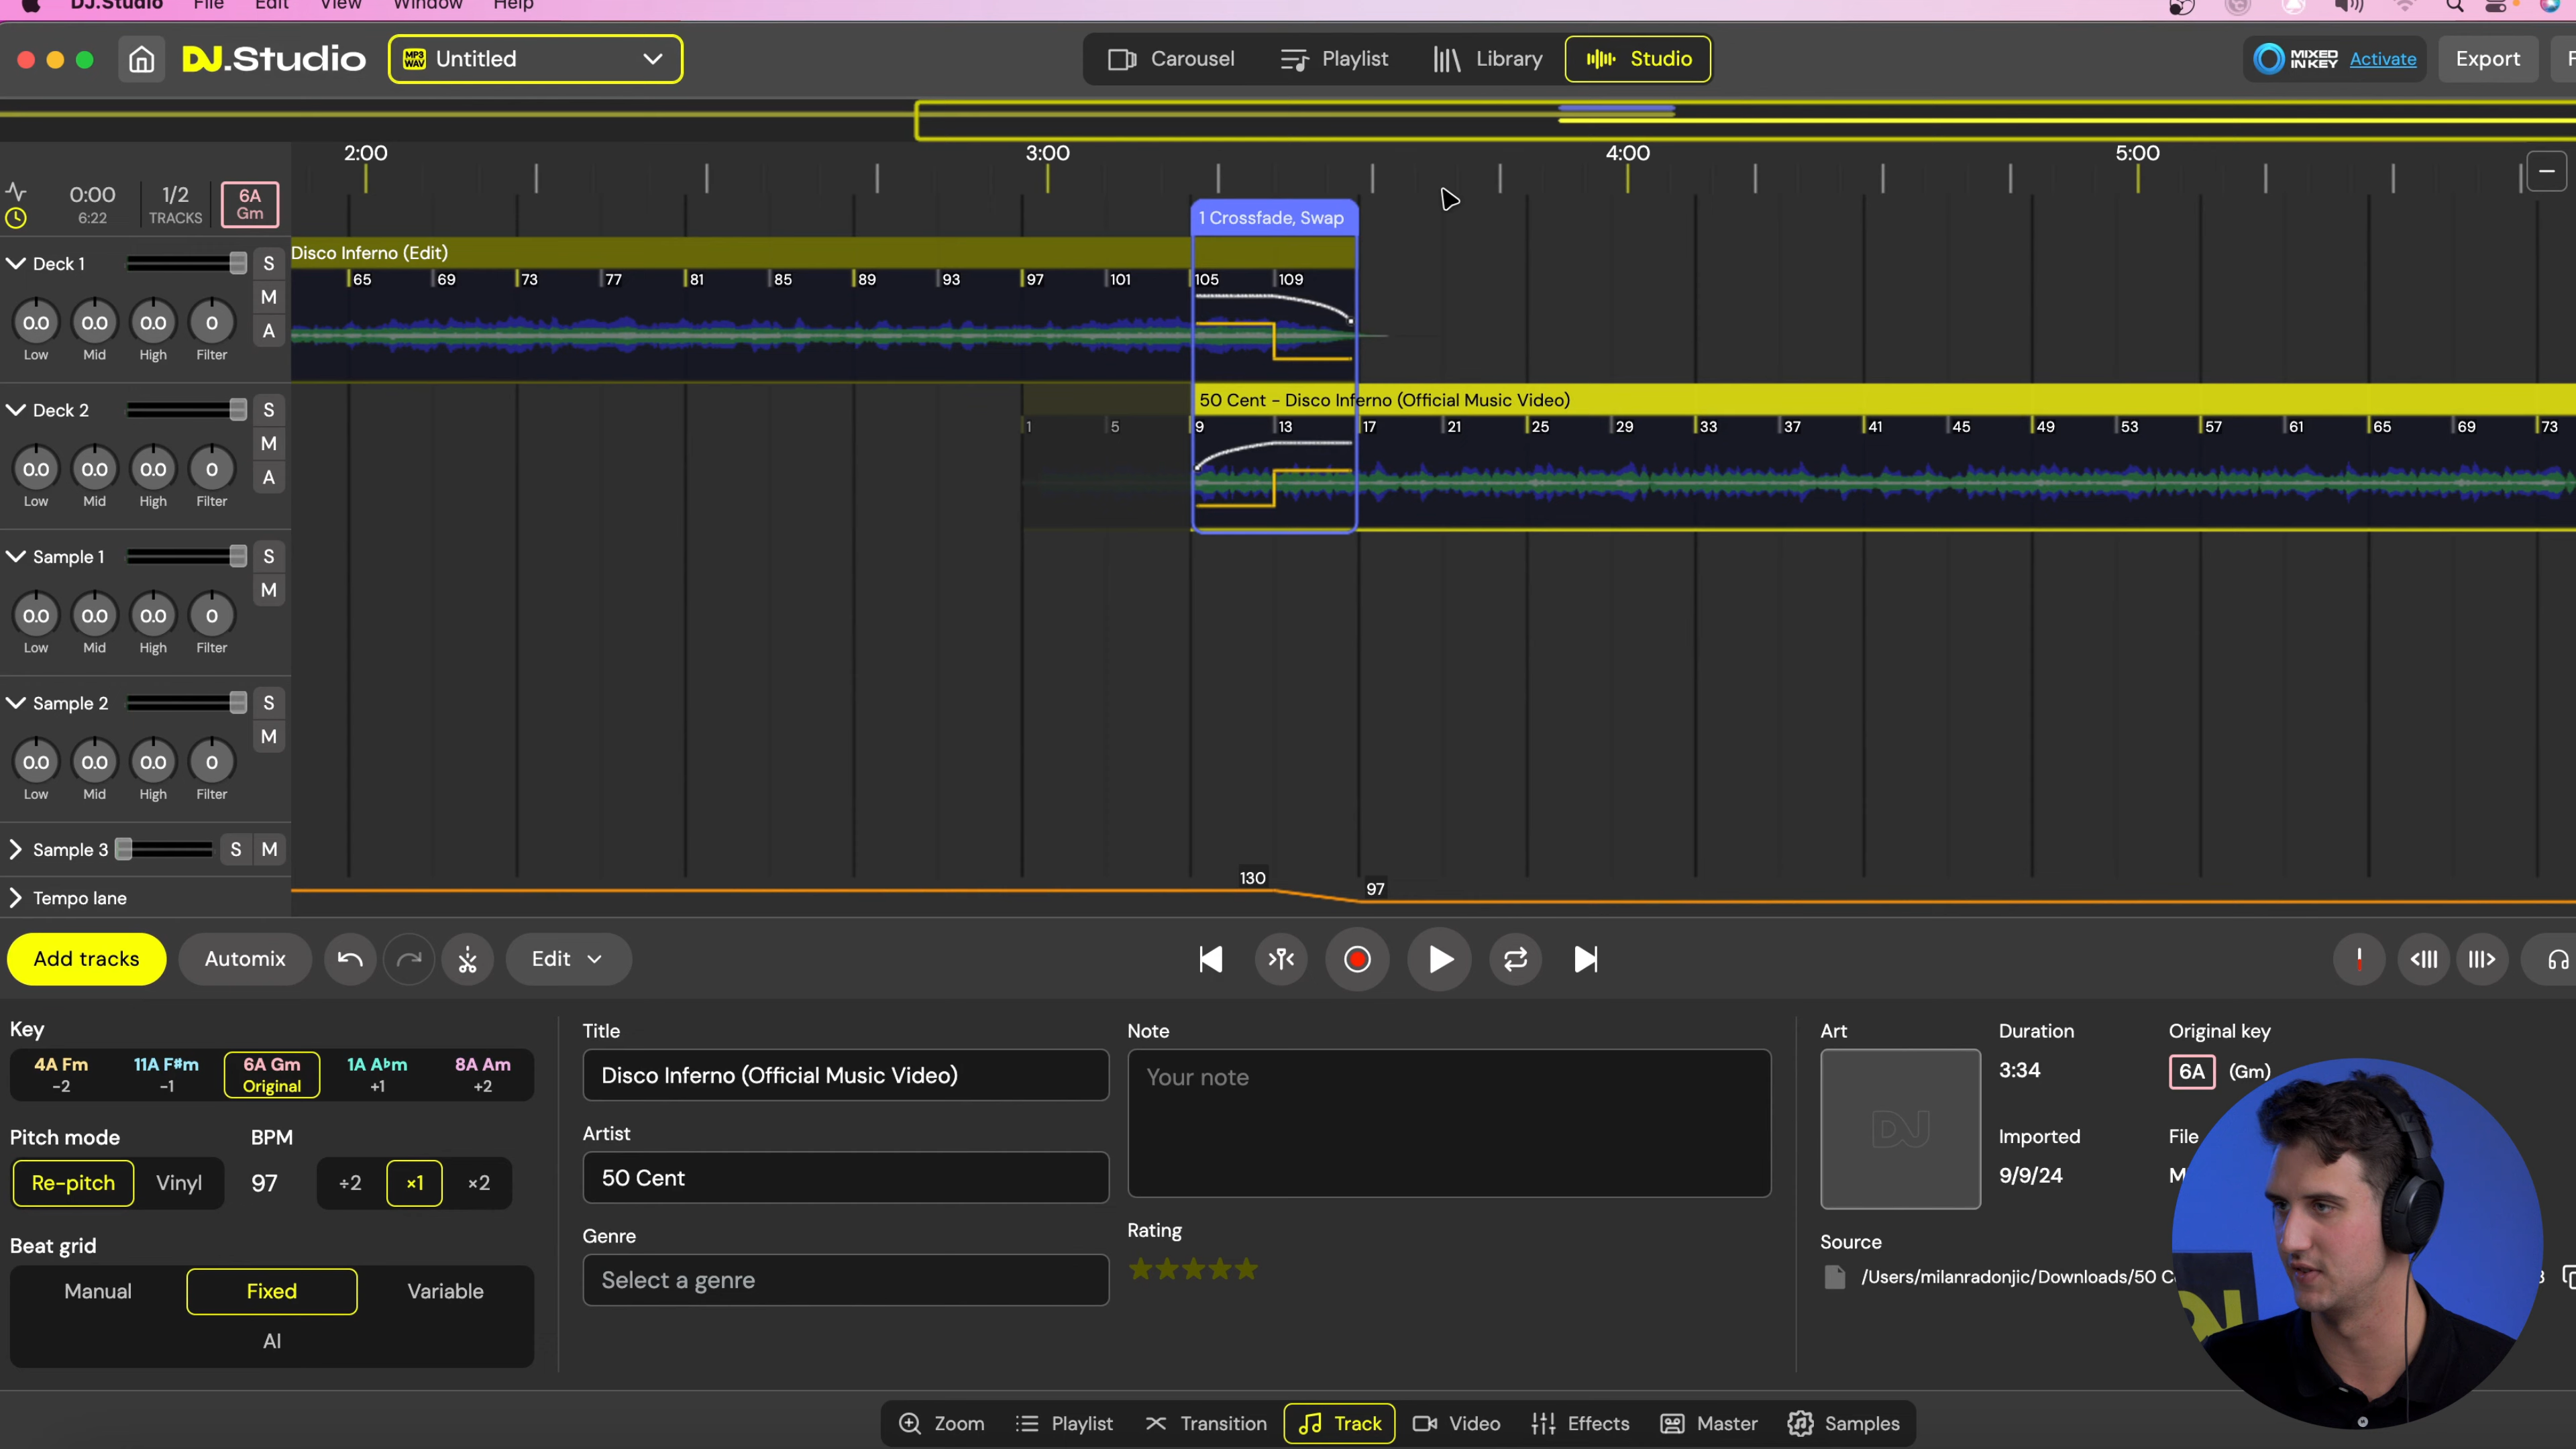 DJ.Studio File Edit View Window Help
DJ.Studio MP3 WAV Untitled Carousel Playlist Library Studio MIXED IN KEY Activate Export
2:00 3:00 4:00 5:00
0:00 1/2 6A
6:22 TRACKS Gm
1 Crossfade, Swap
Deck 1 S
Disco Inferno (Edit)
65 69 73 77 81 85 89 93 97 101 105 109
M
0.0 0.0 0.0 0 A
Low Mid High Filter
Deck 2 S
50 Cent - Disco Inferno (Official Music Video)
1 5 9 13 17 21 25 29 33 37 41 45 49 53 57 61 65 69 73
M
0.0 0.0 0.0 0 A
Low Mid High Filter
Sample 1 S
M
0.0 0.0 0.0 0
Low Mid High Filter
Sample 2 S
M
0.0 0.0 0.0 0
Low Mid High Filter
Sample 3 S M
130 97
Tempo lane
Add tracks Automix Edit
Key
4A Fm 11A F#m 6A Gm 1A A♭m 8A Am
-2 -1 Original +1 +2
Pitch mode BPM
Re-pitch Vinyl 97 ÷2 ×1 ×2
Beat grid
Manual Fixed Variable
AI
Title
Disco Inferno (Official Music Video)
Artist
50 Cent
Genre
Select a genre
Note
Your note
Rating
Art Duration Original key
DJ 3:34 6A (Gm)
Imported File
9/9/24
Source
/Users/milanradonjic/Downloads/50 C
Zoom Playlist Transition Track Video Effects Master Samples